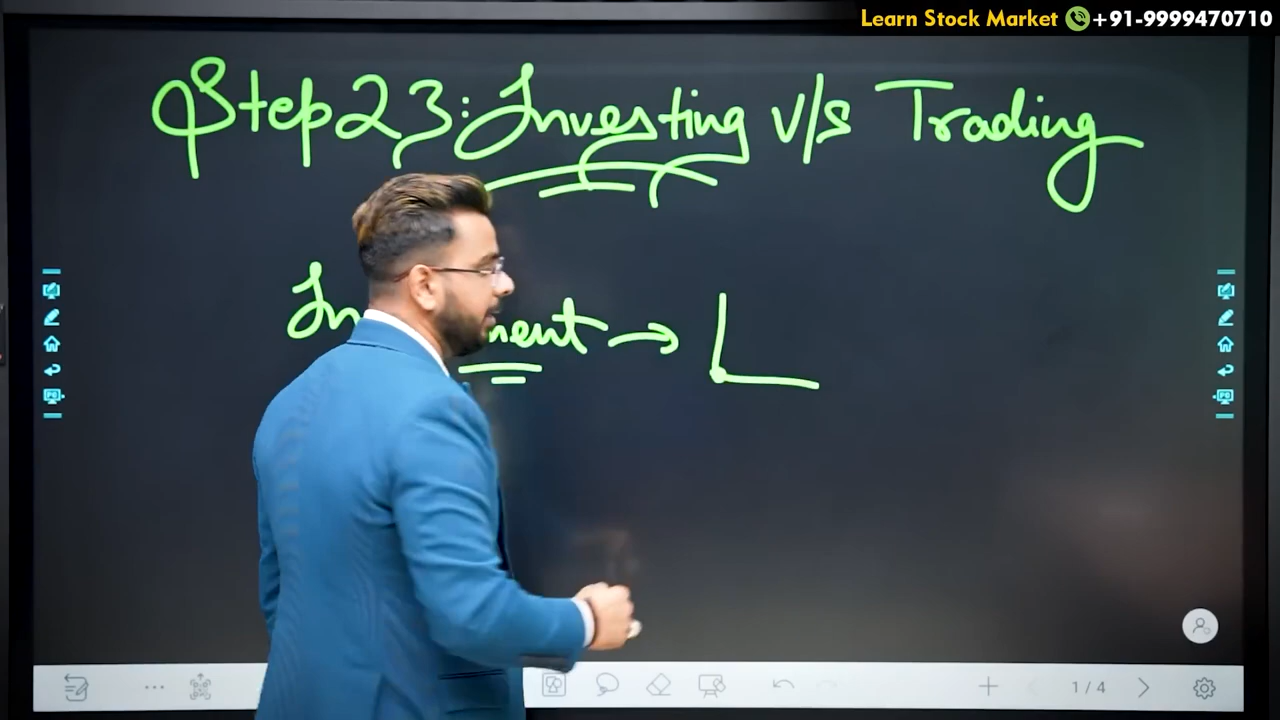 Learn Stock Market +91-9999470710
Step 23: Investing v/s Trading
→ L
1 / 4